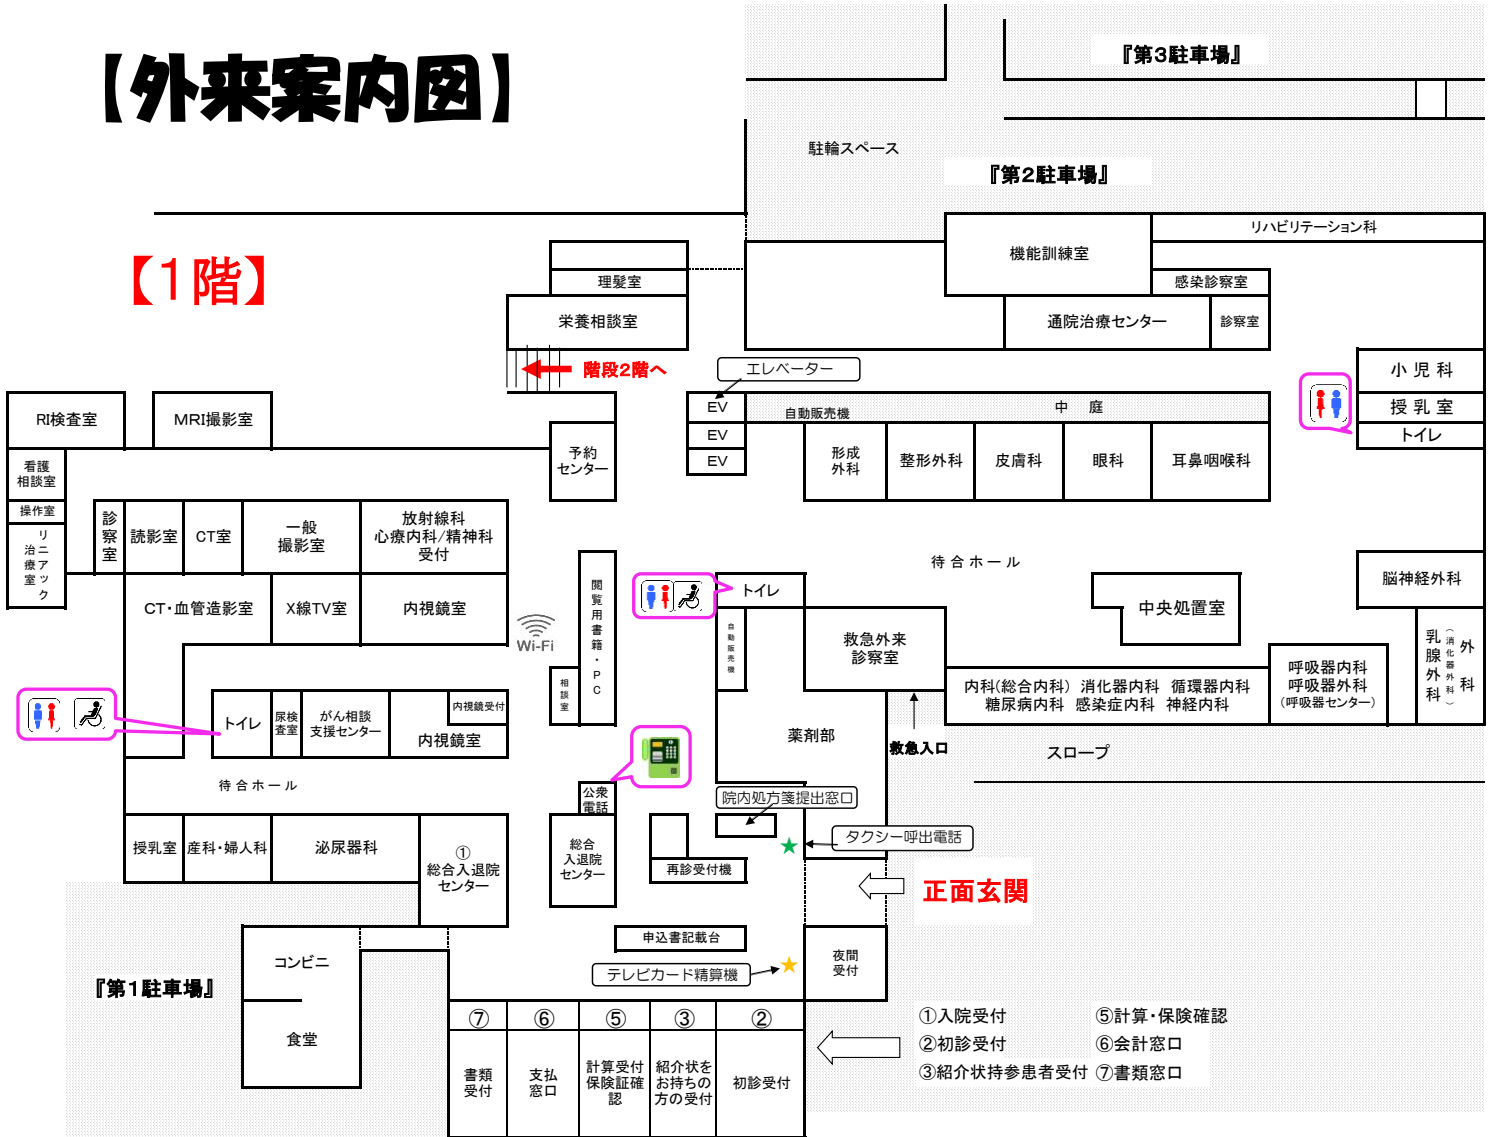 【外来案内図】
『第3駐車場』
駐輪スペース
『第2駐車場』
【1階】
リハビリテーション科
機能訓練室
理髪室
感染診察室
栄養相談室
通院治療センター
診察室
階段2階へ
エレベーター
小児科
RI検査室
MRI撮影室
EV
自動販売機
中庭
授乳室
EV
トイレ
予約
センター
EV
形成
外科
整形外科
皮膚科
眼科
耳鼻咽喉科
看護
相談室
操作室
リニアック
治療室
診察室
読影室
CT室
一般
撮影室
放射線科
心療内科/精神科
受付
待合ホール
脳神経外科
CT・血管造影室
X線TV室
内視鏡室
Wi-Fi
閲覧用書籍・PC
トイレ
自動販売機
救急外来
診察室
中央処置室
相談室
内科(総合内科) 消化器内科 循環器内科
糖尿病内科 感染症内科 神経内科
呼吸器内科
呼吸器外科
(呼吸器センター)
乳腺外科
外科
(消化器外科)
トイレ
尿検
査室
がん相談
支援センター
内視鏡受付
内視鏡室
薬剤部
救急入口
スロープ
待合ホール
公衆
電話
院内処方箋提出窓口
授乳室
産科・婦人科
泌尿器科
①
総合入退院
センター
総合
入退院
センター
再診受付機
タクシー呼出電話
正面玄関
申込書記載台
コンビニ
テレビカード精算機
夜間
受付
『第1駐車場』
食堂
⑦
⑥
⑤
③
②
書類
受付
支払
窓口
計算受付
保険証確
認
紹介状を
お持ちの
方の受付
初診受付
①入院受付
②初診受付
③紹介状持参患者受付
⑤計算・保険確認
⑥会計窓口
⑦書類窓口